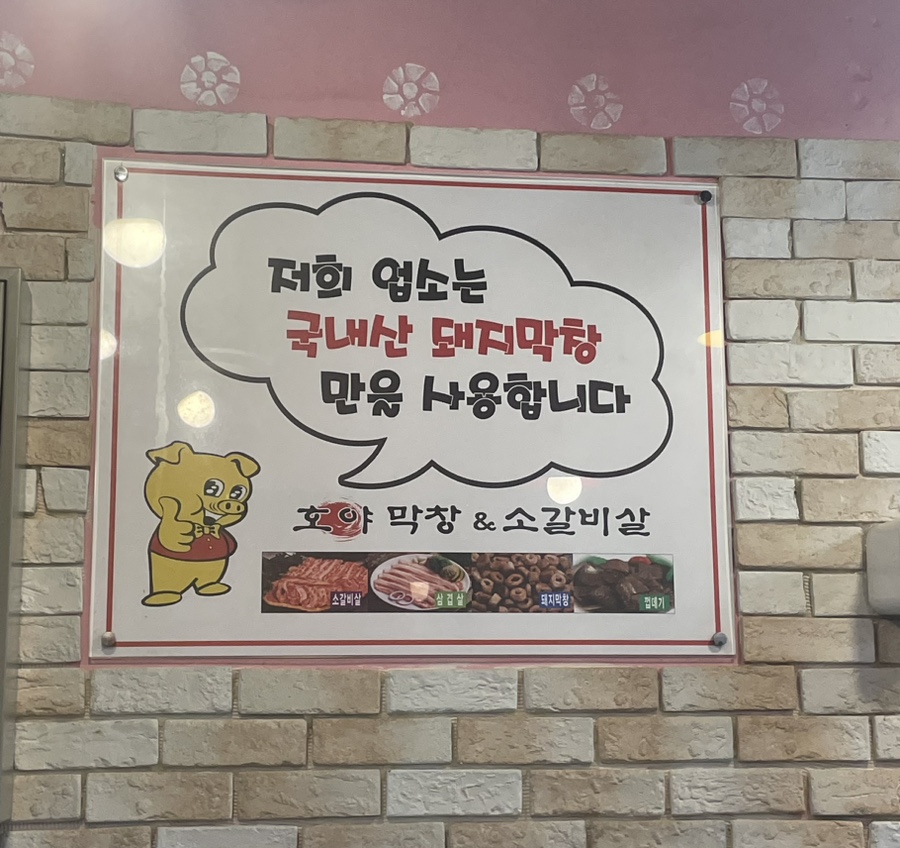 저희 업소는
국내산 돼지막창
만을 사용합니다
호야 막창 & 소갈비살
소갈비살 삼겹살 돼지막창 껍데기